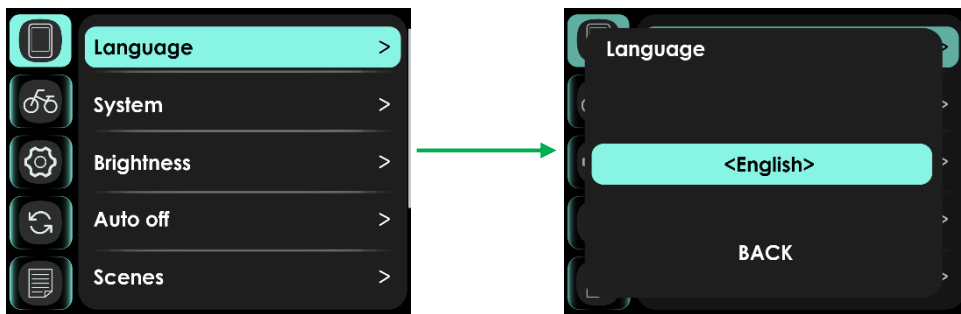 Language >
System >
Brightness >
Auto off >
Scenes >
Language
<English>
BACK